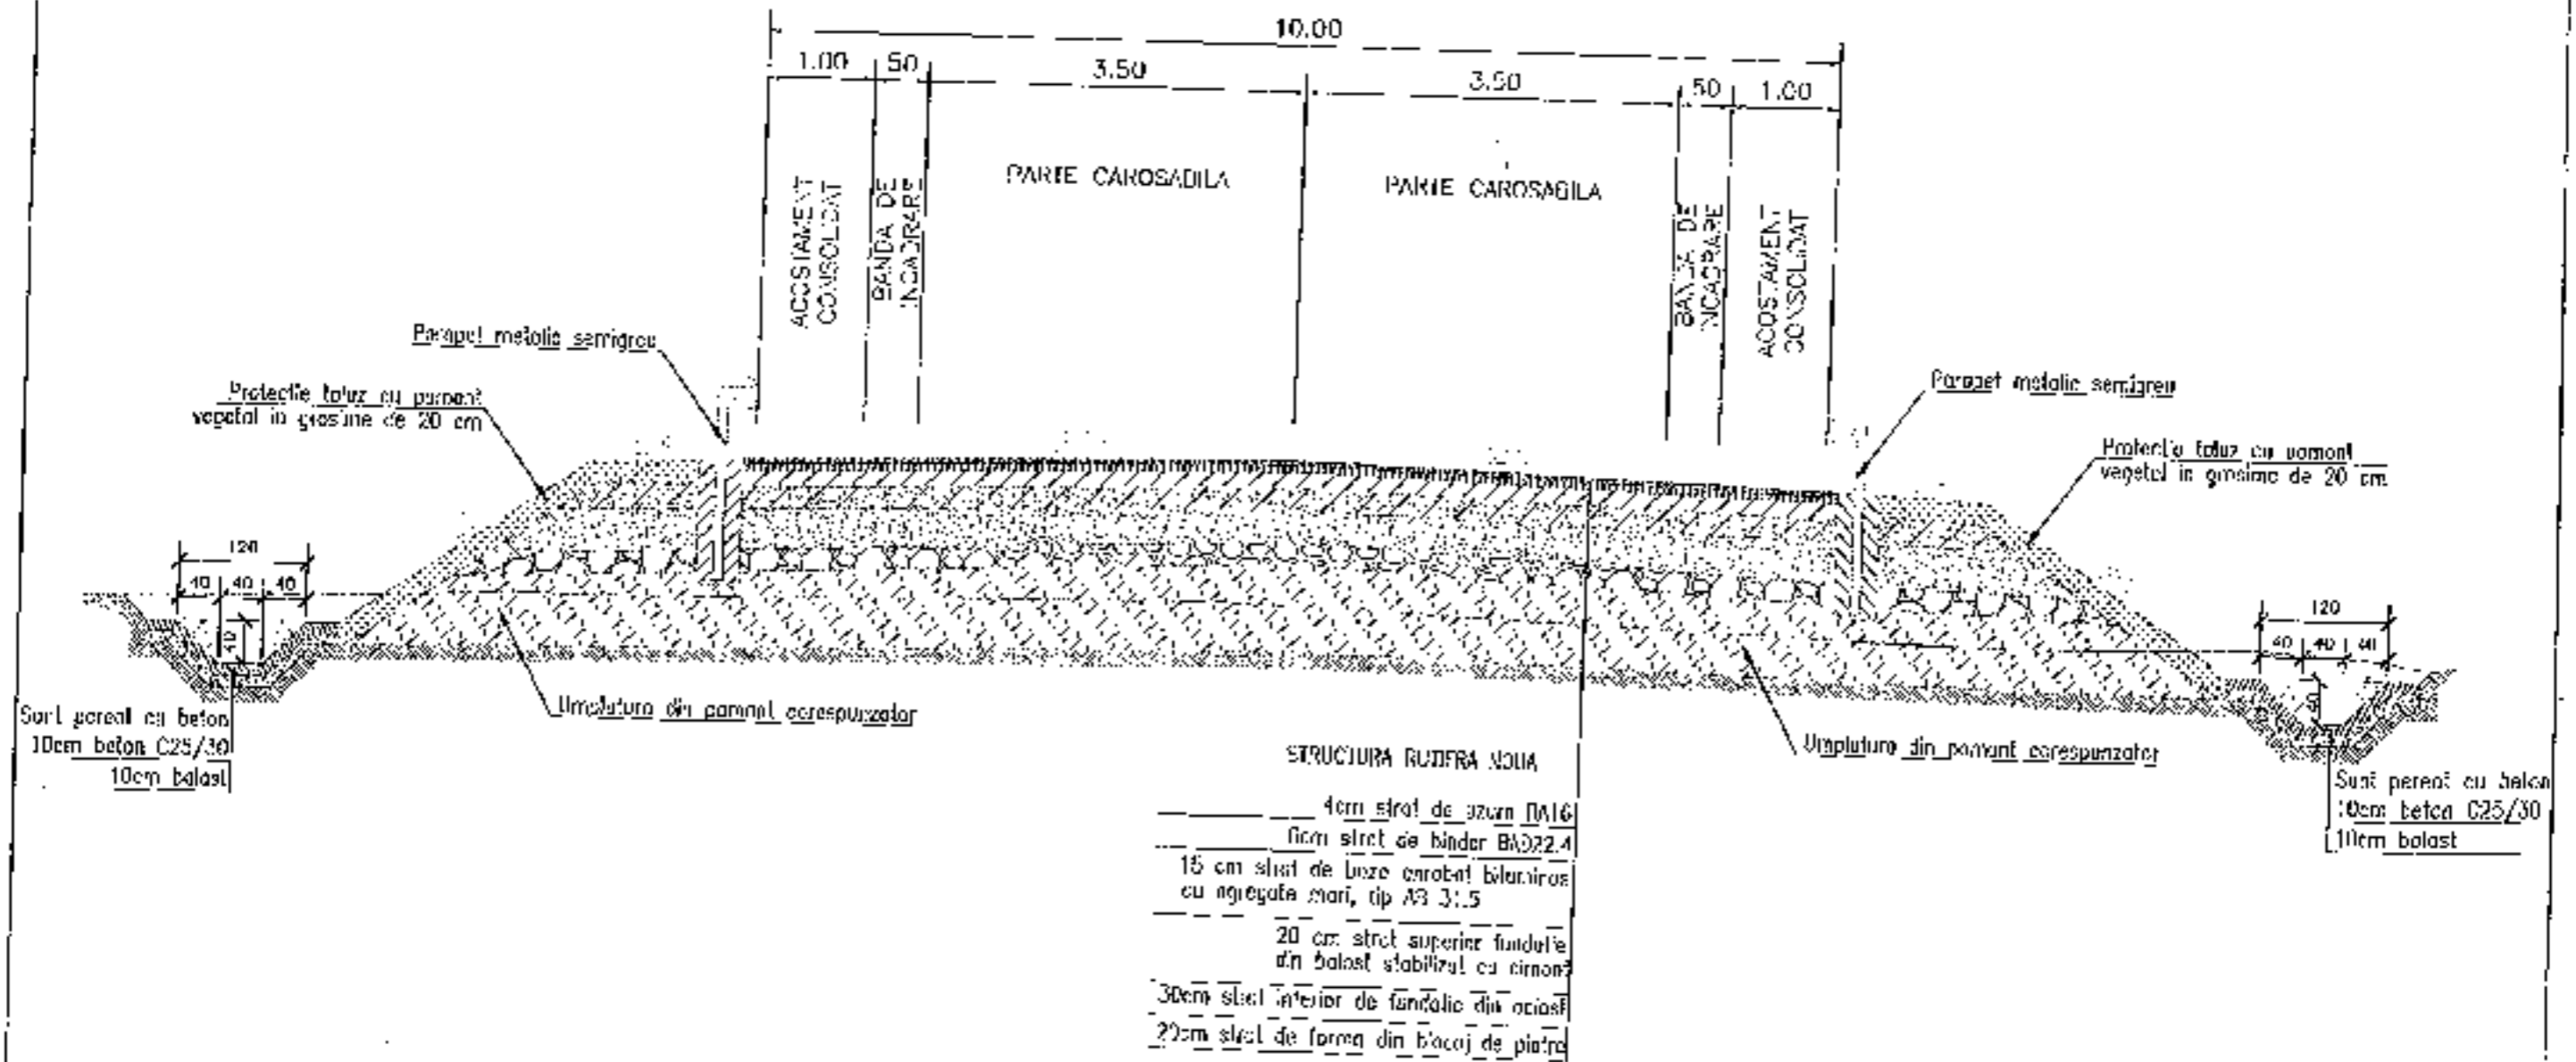 10.00
1.00 50 3.50 3.50 50 1.00
ACOSTAMENT
CONSOLIDAT
BANDA DE
INCADRARE
PARTE CAROSABILA
PARTE CAROSABILA
BANDA DE
INCADRARE
ACOSTAMENT
CONSOLIDAT
Parapet metalic semigreu
Protectie taluz cu pamant
vegetal in grosime de 20 cm
Parapet metalic semigreu
Protectie taluz cu pamant
vegetal in grosime de 20 cm
120
40 40 40
40
120
40 40 40
Sant pereat cu beton
10cm beton C25/30
10cm balast
Umplutura din pamant corespunzator
Umplutura din pamant corespunzator
Sant pereat cu beton
10cm beton C25/30
10cm balast
STRUCTURA RUTIERA NOUA
4cm strat de uzura BA16
strat de binder BAD22.4
15 cm strat de baza anrobat bituminos
cu agregate mari, tip AB 31.5
20 cm strat superior fundatie
din balast stabilizat cu ciment
30cm strat inferior de fundatie din balast
20cm strat de forma din blocaj de piatra